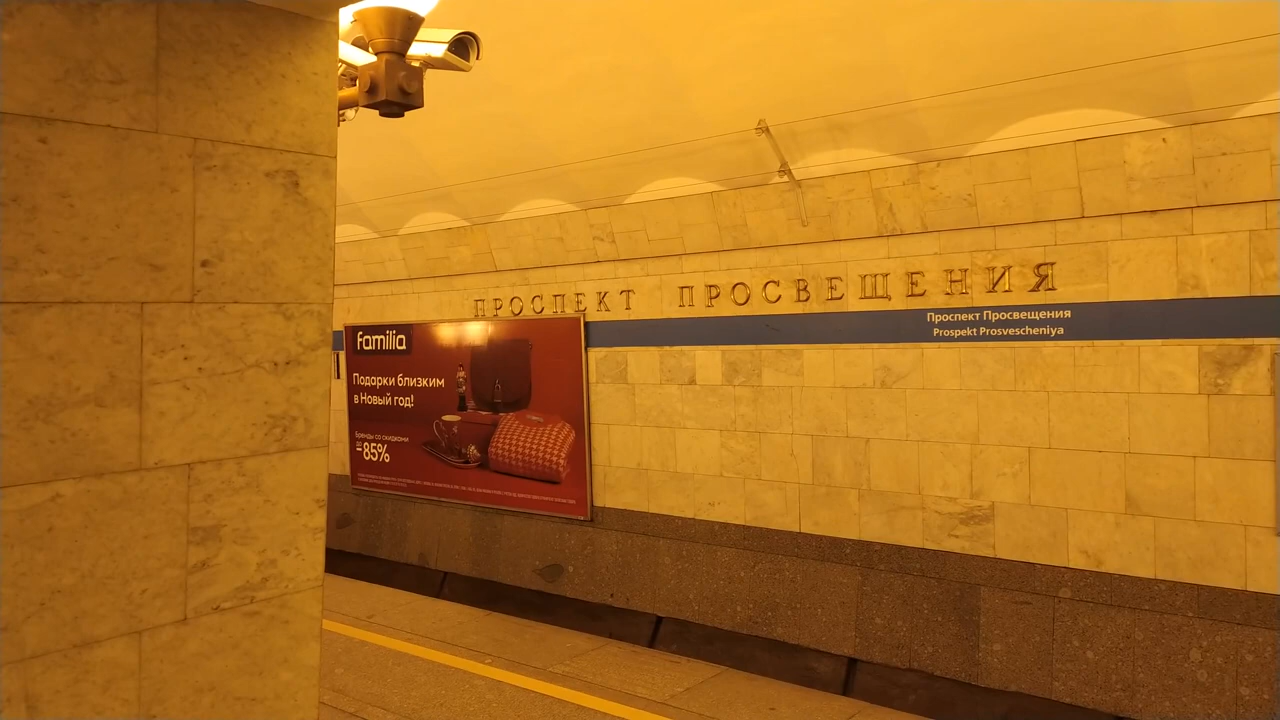 ПРОСПЕКТ ПРОСВЕЩЕНИЯ
Проспект Просвещения
Prospekt Prosvescheniya
familia
Подарки близким
в Новый год!
Бренды со скидками
до
-85%